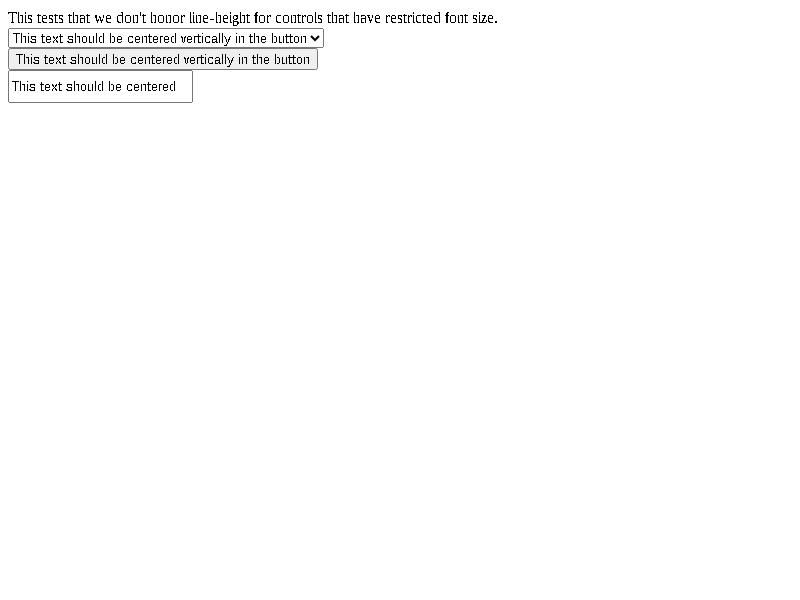 This tests that we don't honor line-height for controls that have restricted font size.
This text should be centered vertically in the button
This text should be centered vertically in the button
This text should be centered